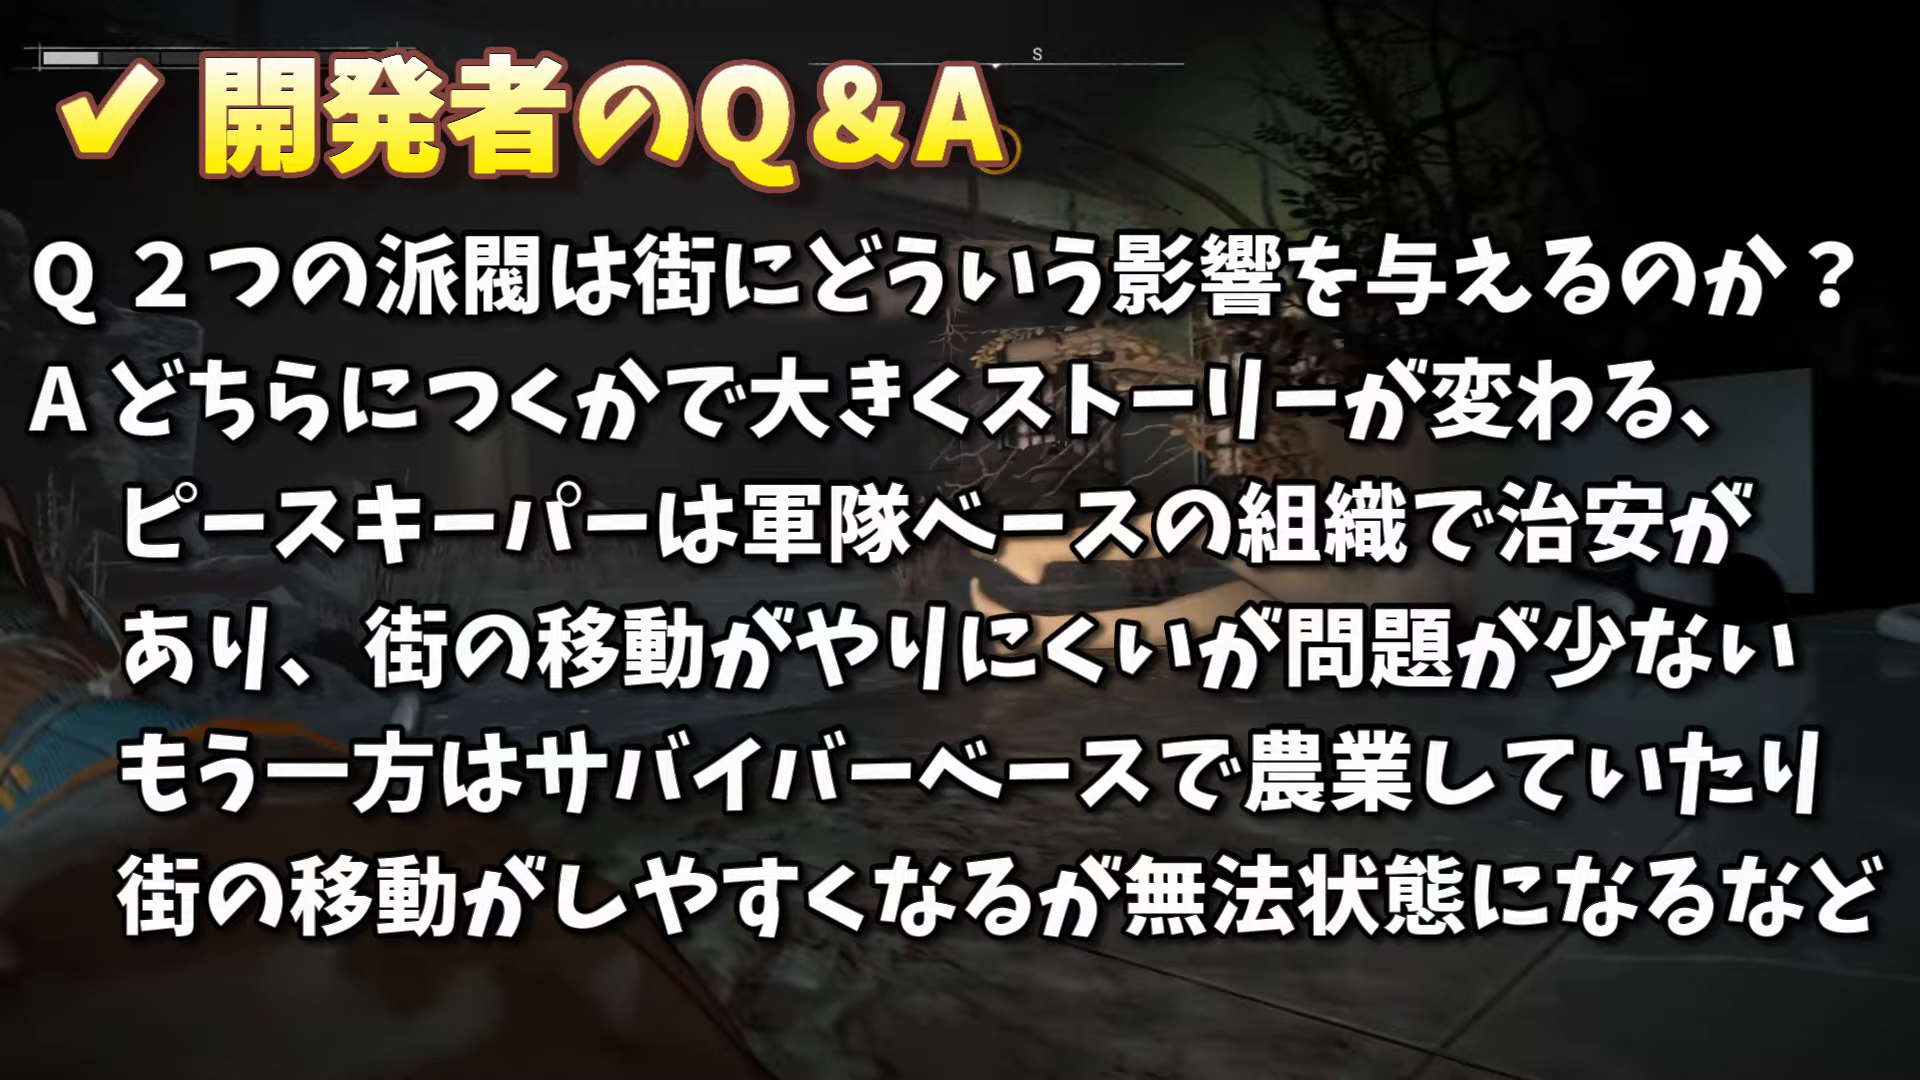 S
✓ 開発者のQ&A
Q ２つの派閥は街にどういう影響を与えるのか？
A どちらにつくかで大きくストーリーが変わる、
ピースキーパーは軍隊ベースの組織で治安が
あり、街の移動がやりにくいが問題が少ない
もう一方はサバイバーベースで農業していたり
街の移動がしやすくなるが無法状態になるなど